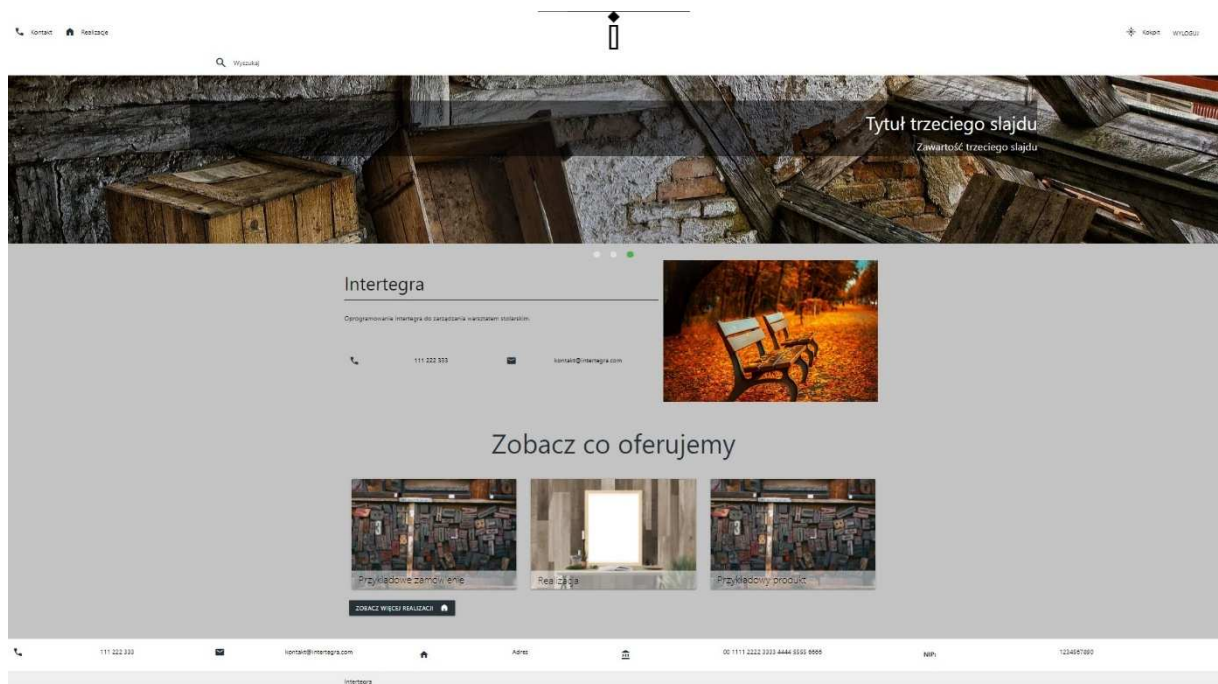 Kontakt Realizacje
Kokpit WYLOGUJ
Wyszukaj
Tytuł trzeciego slajdu
Zawartość trzeciego slajdu
Intertegra
Oprogramowanie Intertegra do zarządzania warsztatem stolarskim
111 222 333 kontakt@intertegra.com
Zobacz co oferujemy
Przykładowe zamówienie Realizacja Przykładowy produkt
ZOBACZ WIĘCEJ REALIZACJI
111 222 333 kontakt@intertegra.com Adres 00 1111 2222 3333 4444 5555 6666 NIP: 1234567890
Intertegra